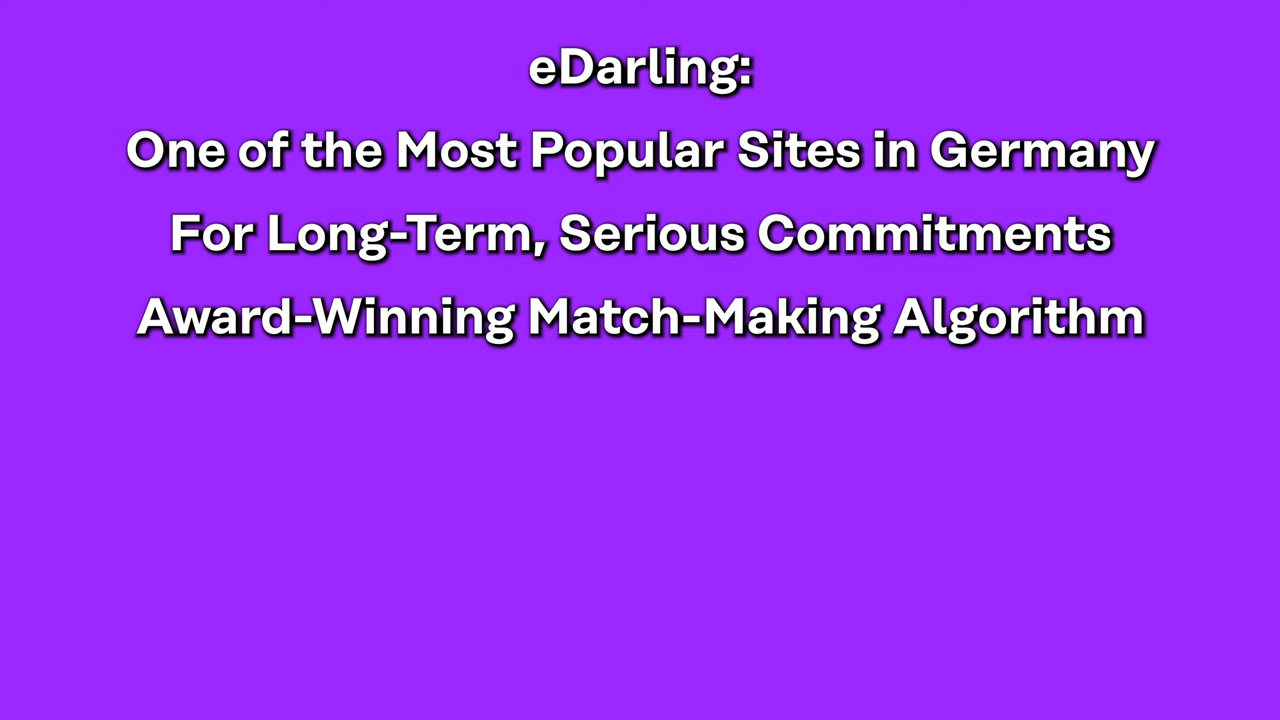 eDarling:
One of the Most Popular Sites in Germany
For Long-Term, Serious Commitments
Award-Winning Match-Making Algorithm